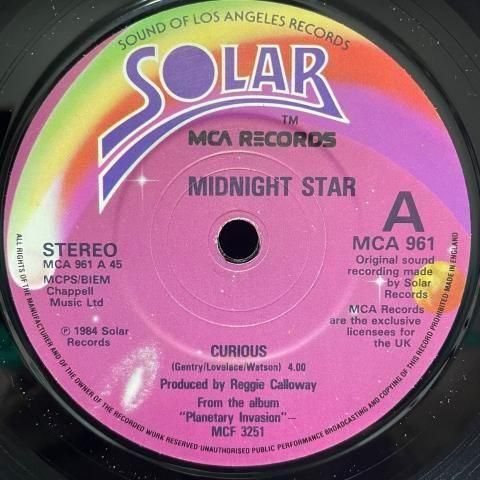 SOUND OF LOS ANGELES RECORDS
SOLAR
TM
MCA RECORDS
MIDNIGHT STAR
A
STEREO
MCA 961 A 45
MCPS/BIEM
Chappell
Music Ltd
℗ 1984 Solar
Records
MCA 961
Original sound
recording made
by Solar
Records
MCA Records
are the exclusive
licensees for
the UK
CURIOUS
(Gentry/Lovelace/Watson) 4.00
Produced by Reggie Calloway
From the album
"Planetary Invasion"–
MCF 3251
ALL RIGHTS OF THE MANUFACTURER AND OF THE OWNER OF THE RECORDED WORK RESERVED·UNAUTHORISED PUBLIC PERFORMANCE BROADCASTING AND COPYING OF THIS RECORD PROHIBITED·MADE IN ENGLAND